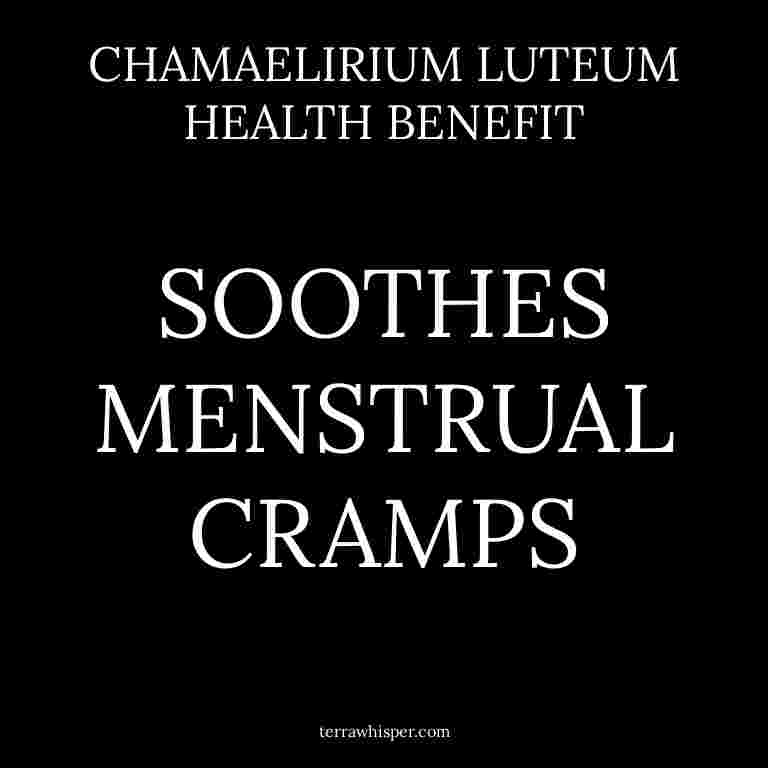 CHAMAELIRIUM LUTEUM
HEALTH BENEFIT
SOOTHES
MENSTRUAL
CRAMPS
terrawhisper.com